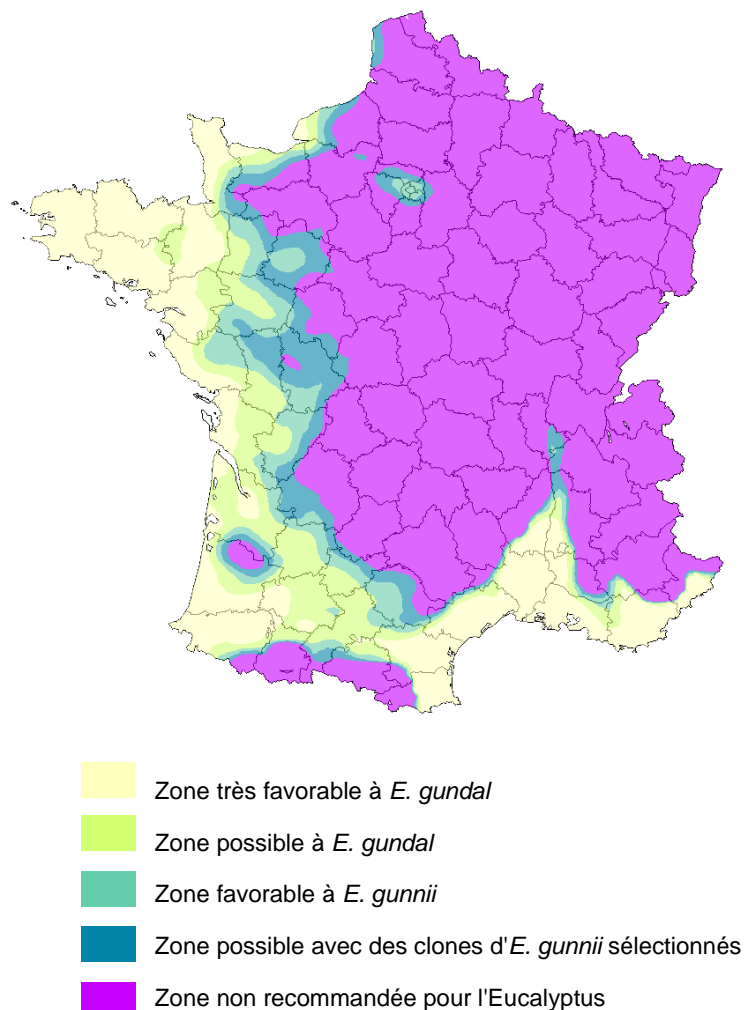 Zone très favorable à E. gundal
Zone possible à E. gundal
Zone favorable à E. gunnii
Zone possible avec des clones d'E. gunnii sélectionnés
Zone non recommandée pour l'Eucalyptus